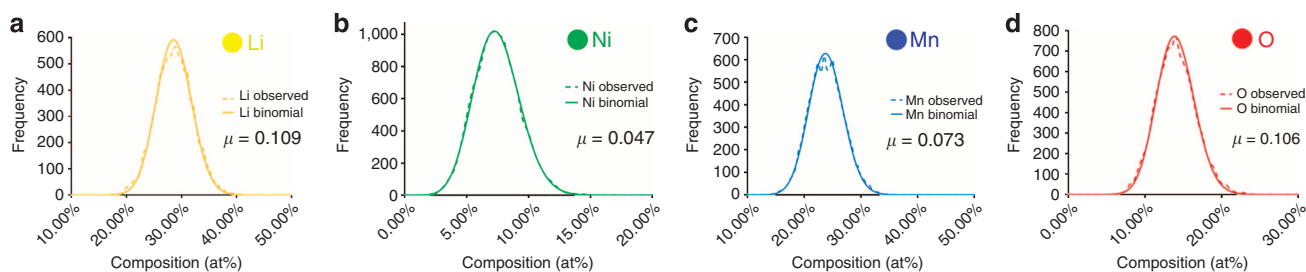 a
Li
Frequency
600
500
400
300
200
100
0
Li observed
Li binomial
μ = 0.109
10.00%
20.00%
30.00%
40.00%
50.00%
Composition (at%)
b
Ni
Frequency
1,000
800
600
400
200
0
Ni observed
Ni binomial
μ = 0.047
0.00%
5.00%
10.00%
15.00%
20.00%
Composition (at%)
c
Mn
Frequency
700
600
500
400
300
200
100
0
Mn observed
Mn binomial
μ = 0.073
10.00%
20.00%
30.00%
40.00%
50.00%
Composition (at%)
d
O
Frequency
800
700
600
500
400
300
200
100
0
O observed
O binomial
μ = 0.106
0.00%
10.00%
20.00%
30.00%
Composition (at%)